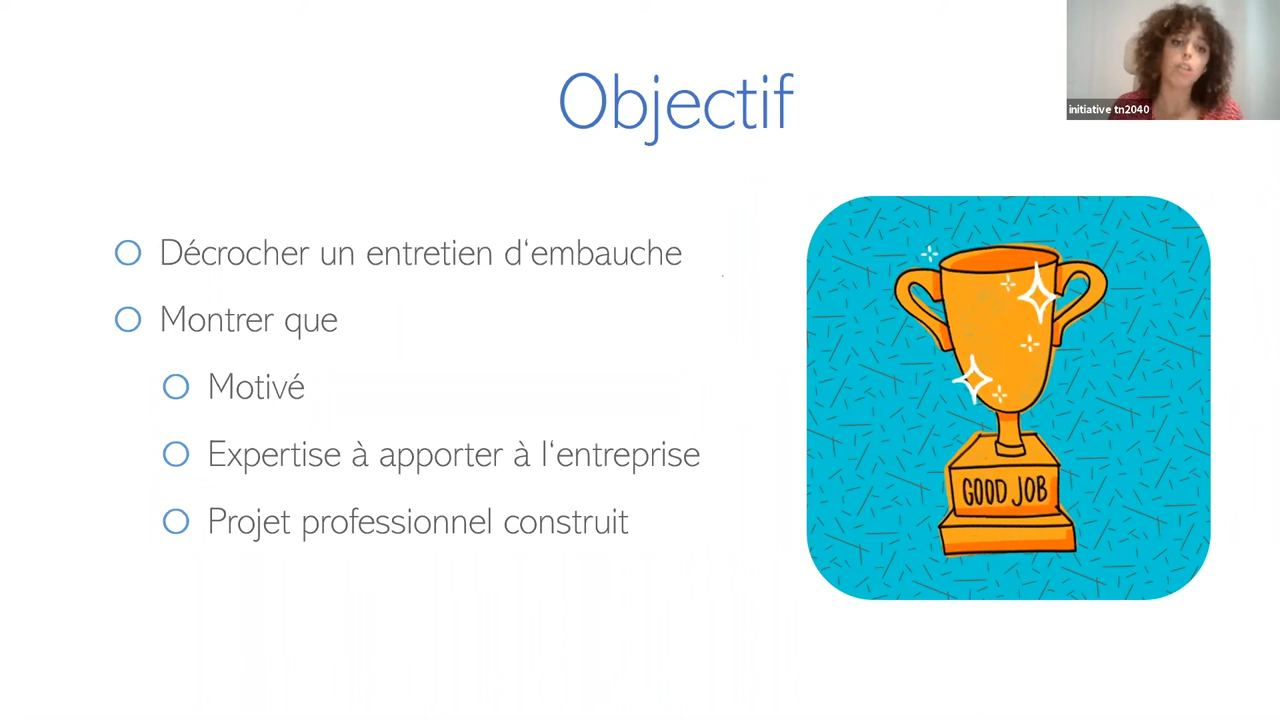 Objectif
initiative tn2040
Décrocher un entretien d'embauche
Montrer que
Motivé
Expertise à apporter à l'entreprise
Projet professionnel construit
GOOD JOB